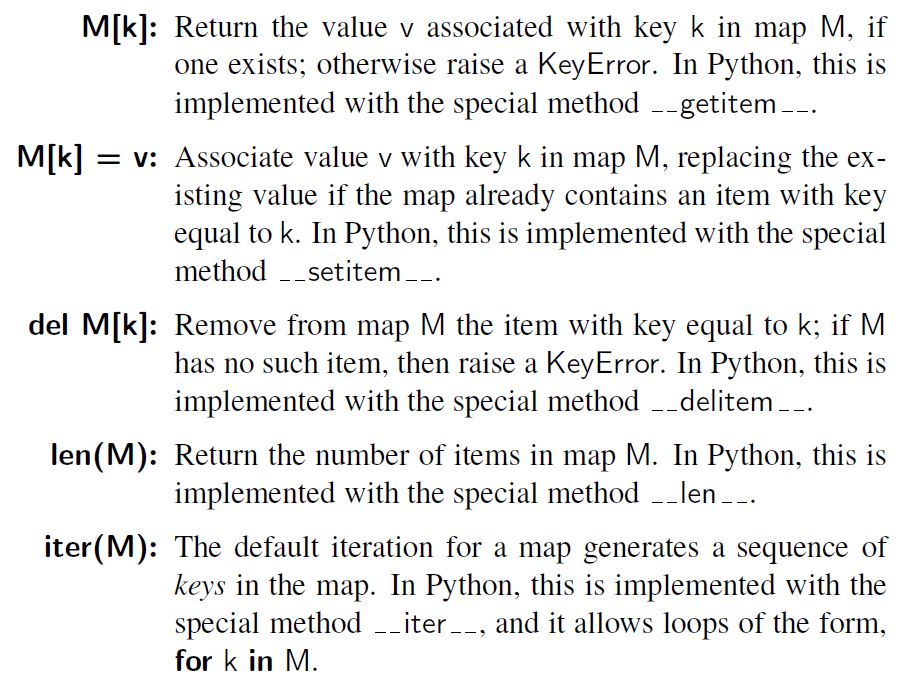 M[k]: Return the value v associated with key k in map M, if
one exists; otherwise raise a KeyError. In Python, this is
implemented with the special method __getitem__.
M[k] = v: Associate value v with key k in map M, replacing the ex-
isting value if the map already contains an item with key
equal to k. In Python, this is implemented with the special
method __setitem__.
del M[k]: Remove from map M the item with key equal to k; if M
has no such item, then raise a KeyError. In Python, this is
implemented with the special method __delitem__.
len(M): Return the number of items in map M. In Python, this is
implemented with the special method __len__.
iter(M): The default iteration for a map generates a sequence of
keys in the map. In Python, this is implemented with the
special method __iter__, and it allows loops of the form,
for k in M.